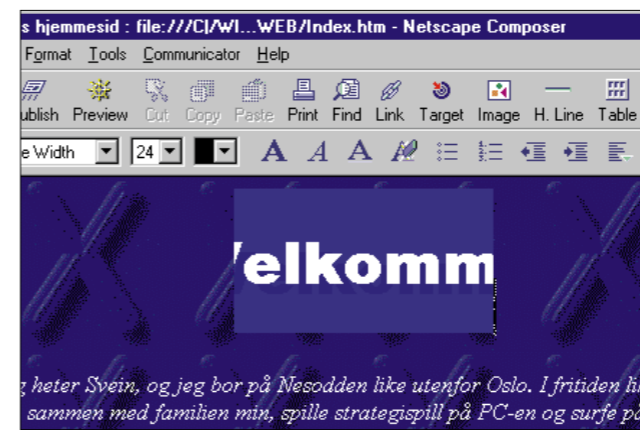 s hjemmesid : file:///C|/WI...WEB/Index.htm - Netscape Composer
Format Tools Communicator Help
ublish Preview Cut Copy Paste Print Find Link Target Image H. Line Table
e Width 24 A A A
Velkomm
g heter Svein, og jeg bor på Nesodden like utenfor Oslo. I fritiden li
sammen med familien min, spille strategispill på PC-en og surfe på